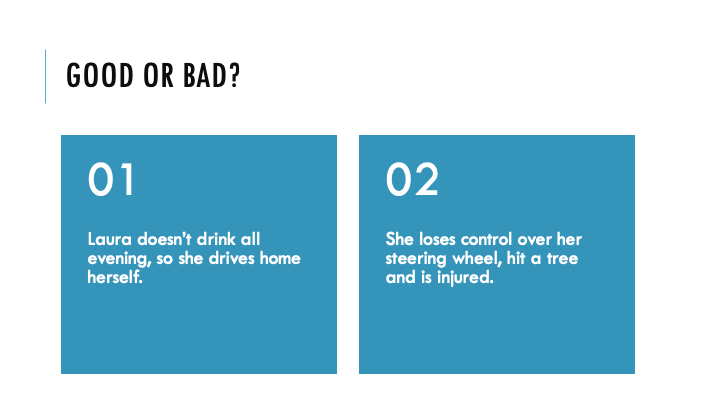 GOOD OR BAD?
01
Laura doesn't drink all
evening, so she drives home
herself.
02
She loses control over her
steering wheel, hit a tree
and is injured.